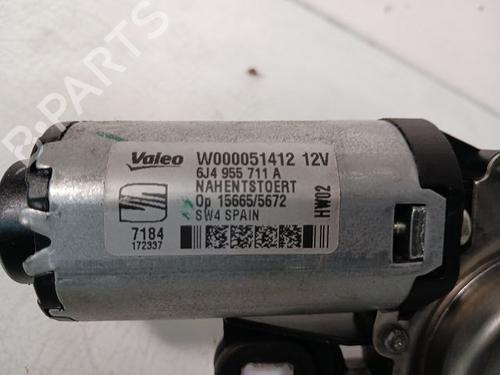 B-PARTS
Valeo W000051412 12V
6J4 955 711 A
NAHENTSTOERT
Op 15665/5672
SW4 SPAIN
HW02
7184
172337